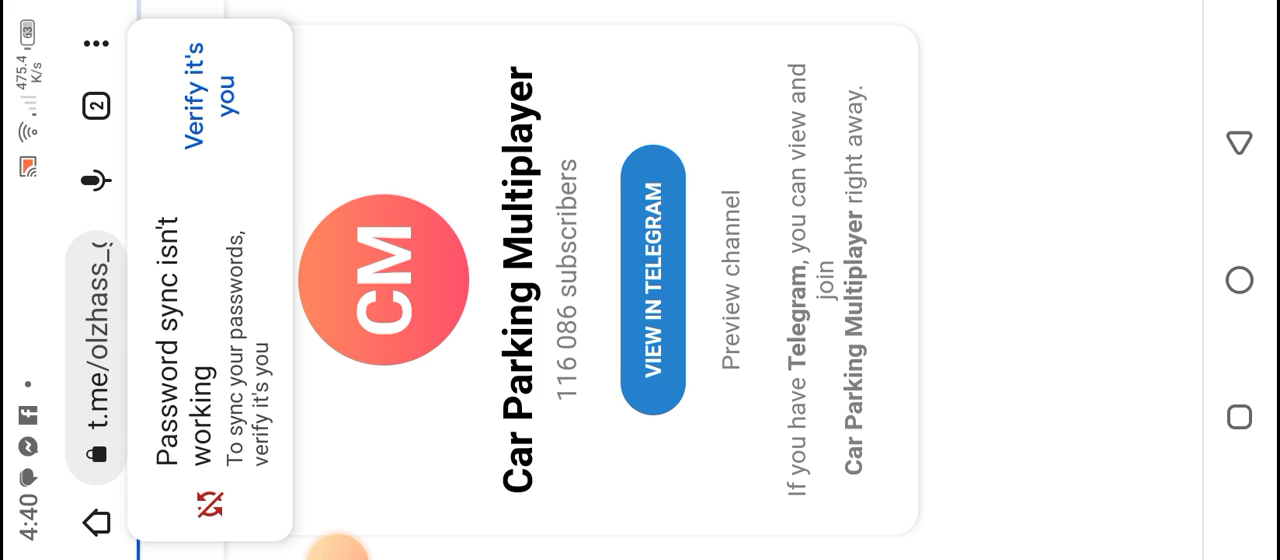 4:40
475.4
K/s
63
t.me/olzhass_
2
Password sync isn't
working
To sync your passwords,
verify it's you
Verify it's
you
CM
Car Parking Multiplayer
116 086 subscribers
VIEW IN TELEGRAM
Preview channel
If you have Telegram, you can view and
join
Car Parking Multiplayer right away.